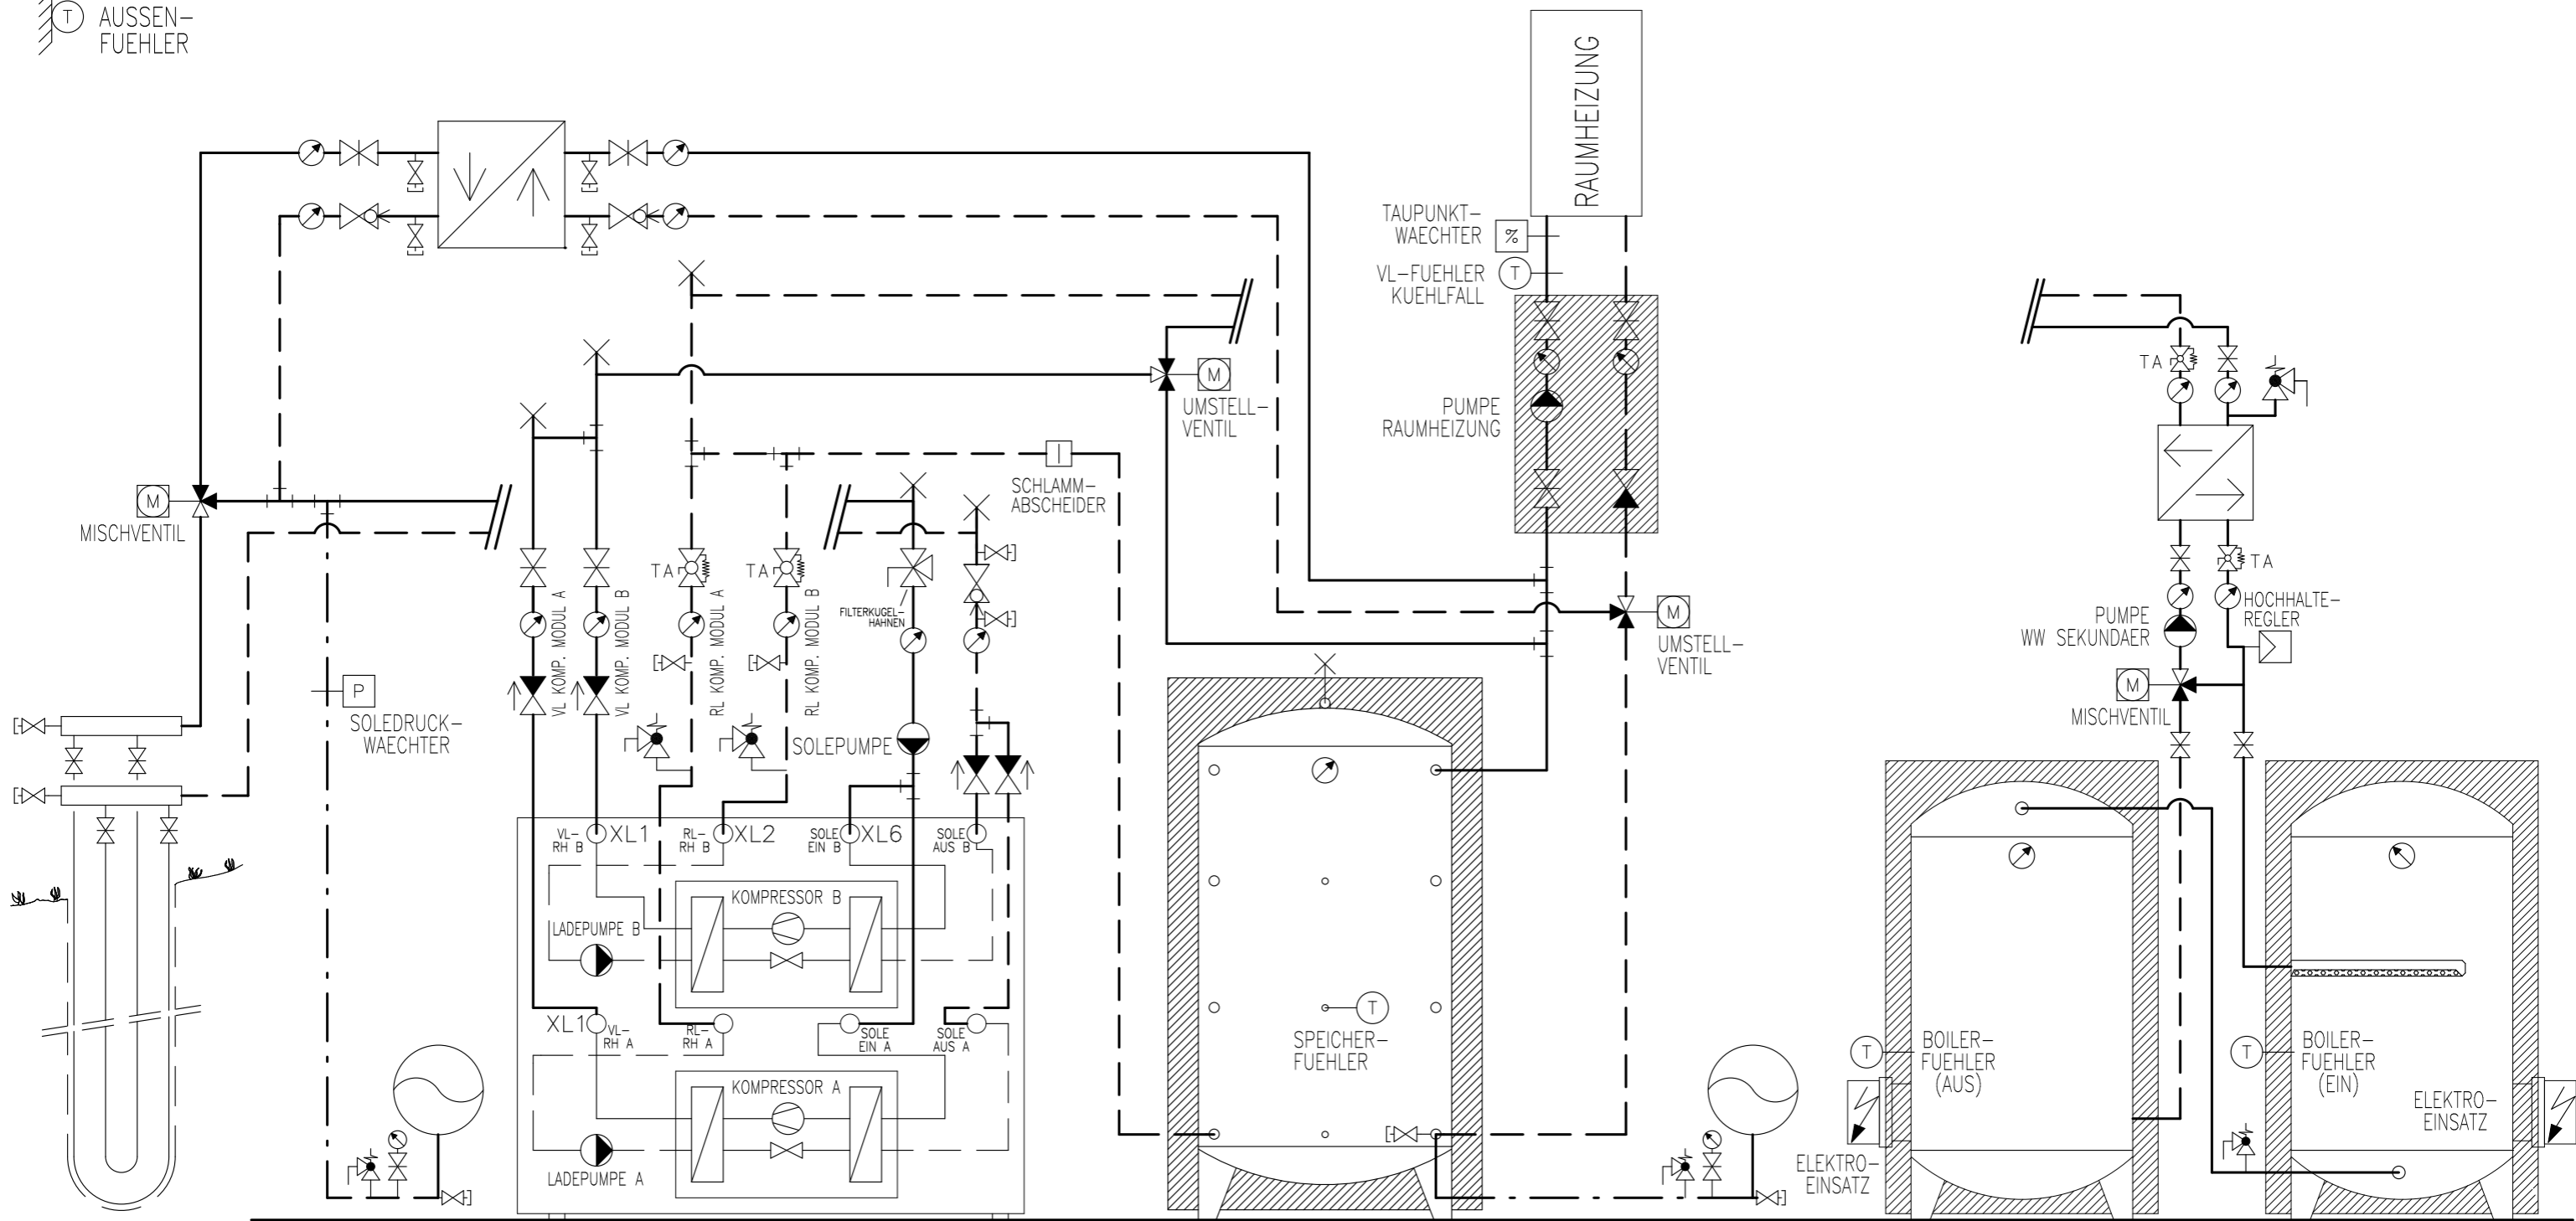 T
AUSSEN-
FUEHLER
RAUMHEIZUNG
TAUPUNKT-
WAECHTER
%
VL-FUEHLER
KUEHLFALL
T
PUMPE
RAUMHEIZUNG
M
UMSTELL-
VENTIL
TA
M
MISCHVENTIL
SCHLAMM-
ABSCHEIDER
TA
TA
VL KOMP. MODUL A
VL KOMP. MODUL B
RL KOMP. MODUL A
RL KOMP. MODUL B
FILTERKUGEL-
HAHNEN
TA
HOCHHALTE-
REGLER
PUMPE
WW SEKUNDAER
M
UMSTELL-
VENTIL
M
MISCHVENTIL
P
SOLEDRUCK-
WAECHTER
SOLEPUMPE
VL-
RH B
XL1
RL-
RH B
XL2
SOLE
EIN B
XL6
SOLE
AUS B
KOMPRESSOR B
LADEPUMPE B
XL1
VL-
RH A
RL-
RH A
SOLE
EIN A
SOLE
AUS A
KOMPRESSOR A
LADEPUMPE A
T
SPEICHER-
FUEHLER
T
BOILER-
FUEHLER
(AUS)
ELEKTRO-
EINSATZ
T
BOILER-
FUEHLER
(EIN)
ELEKTRO-
EINSATZ